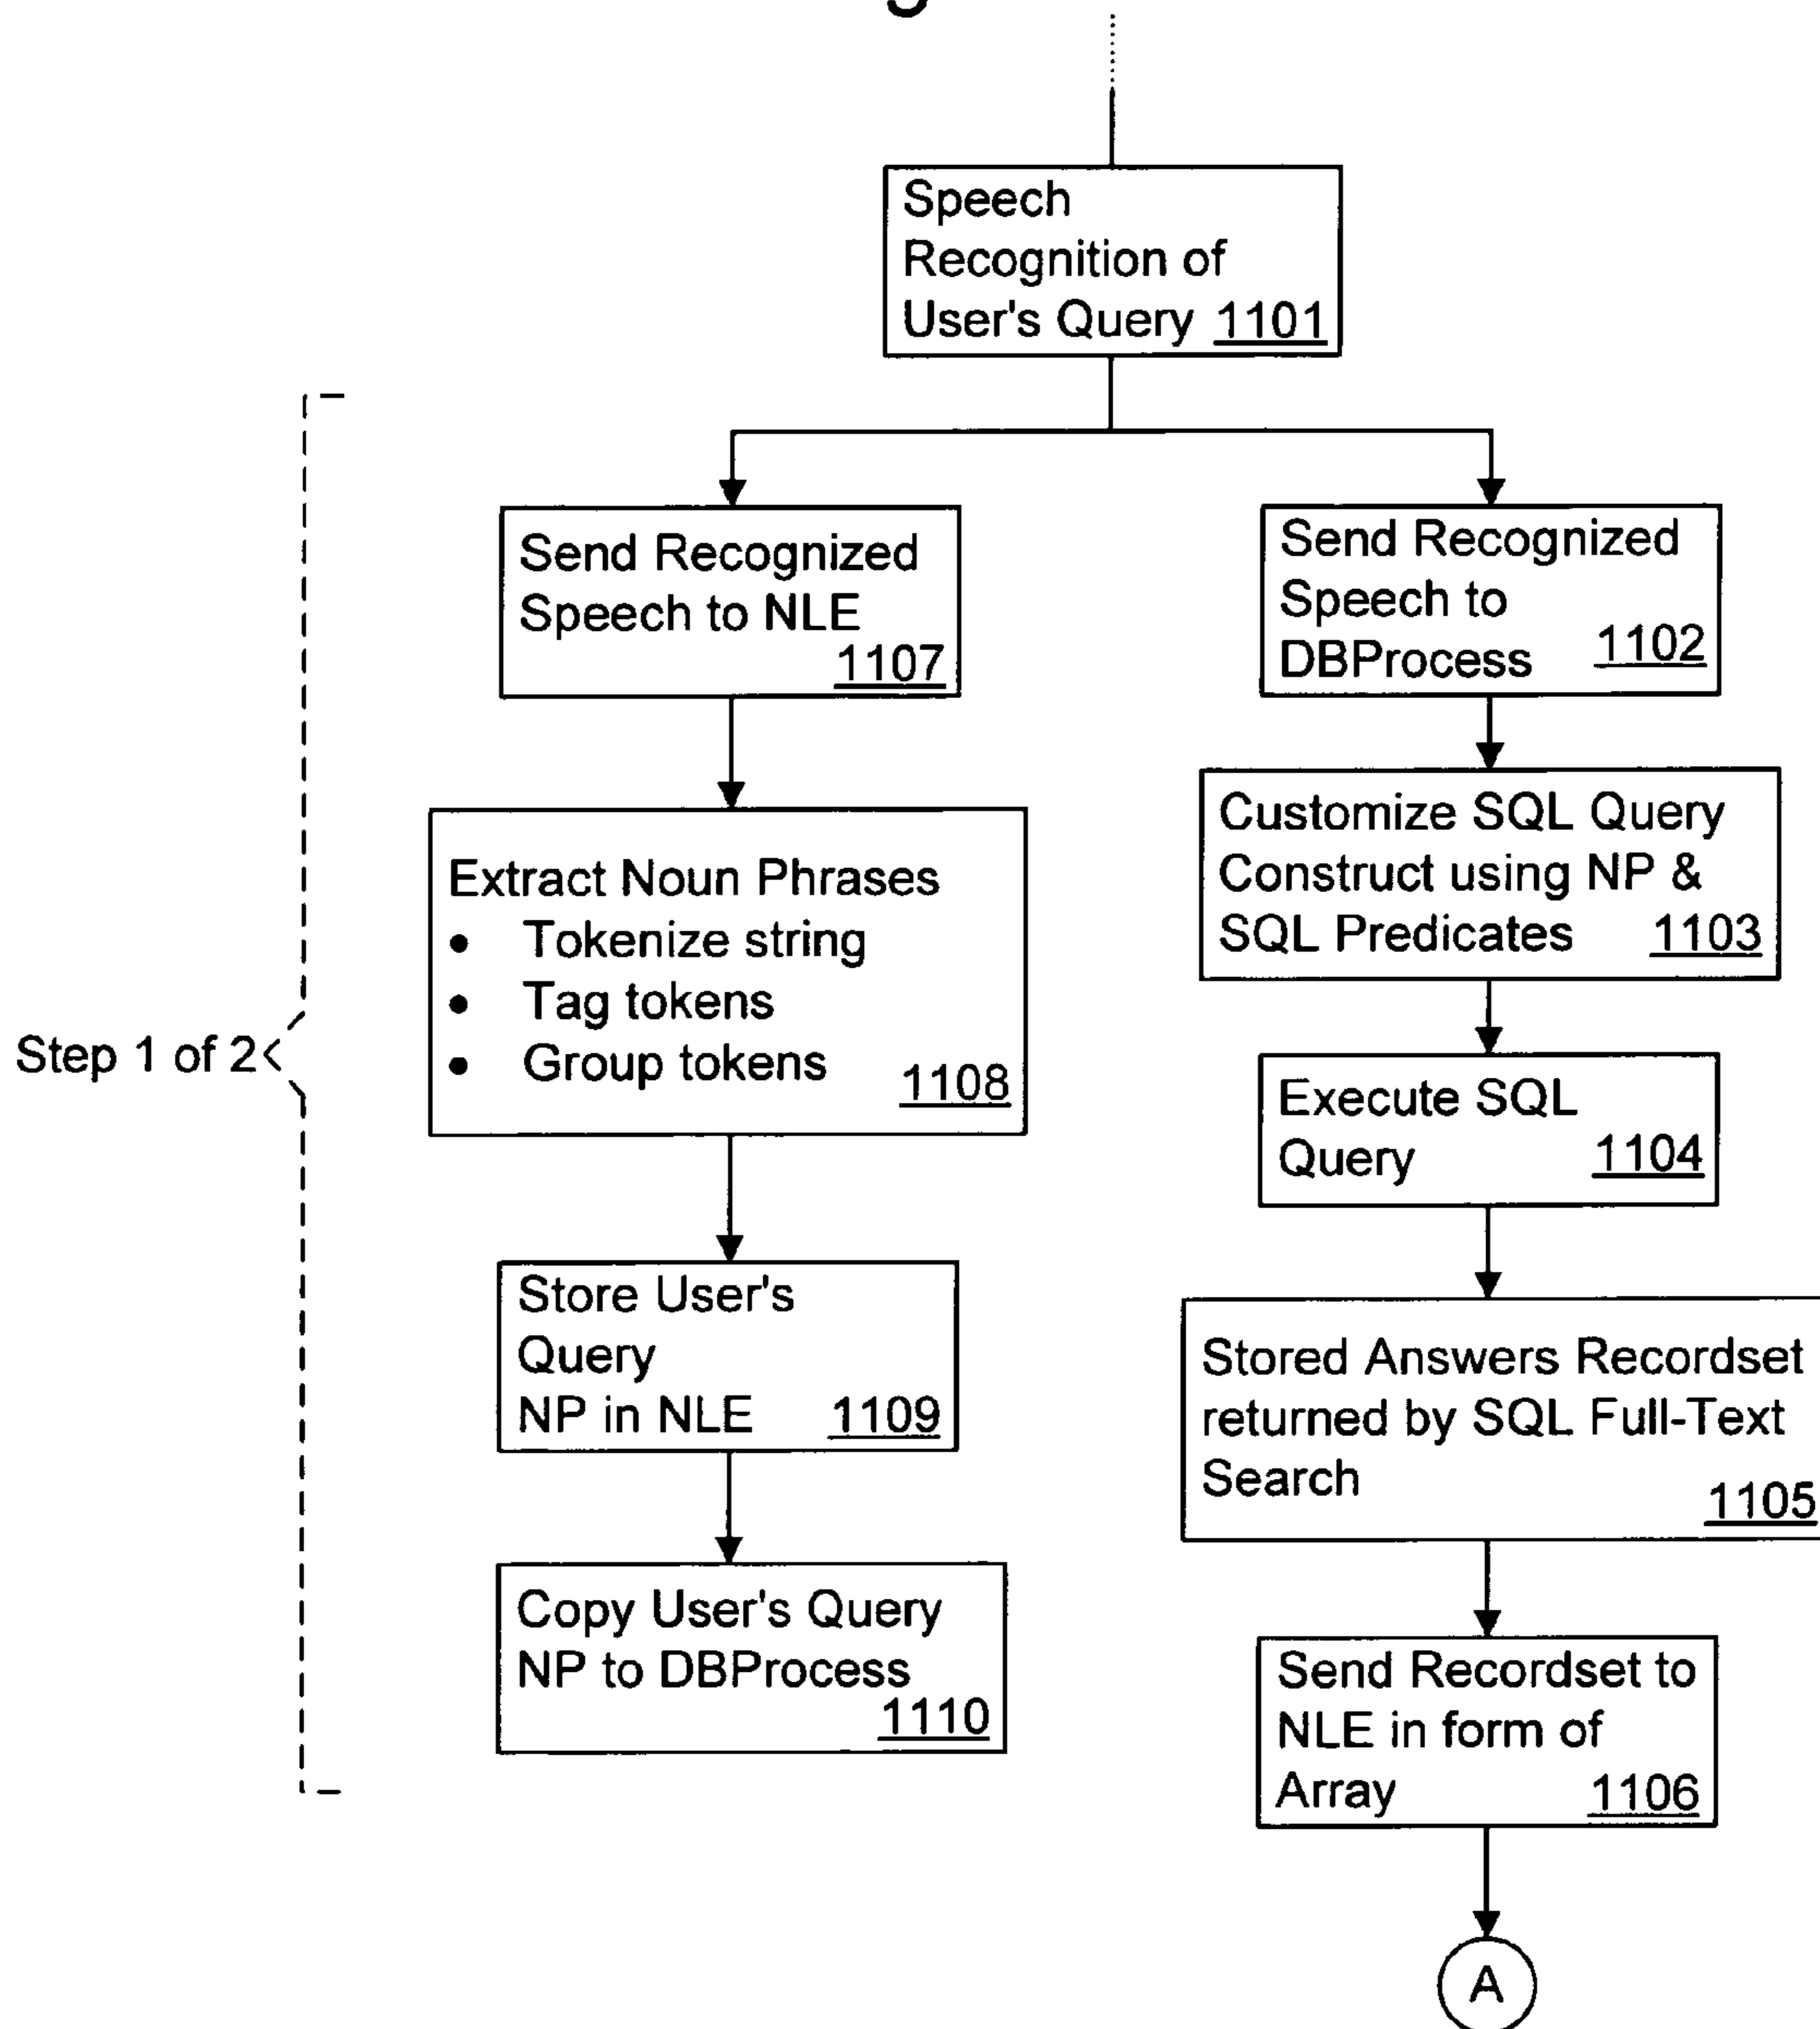 Speech
Recognition of
User's Query 1101
Send Recognized
Speech to NLE
1107
Send Recognized
Speech to
DBProcess 1102
Customize SQL Query
Construct using NP &
SQL Predicates 1103
Extract Noun Phrases
• Tokenize string
• Tag tokens
• Group tokens
1108
Step 1 of 2
Execute SQL
Query 1104
Store User's
Query
NP in NLE 1109
Stored Answers Recordset
returned by SQL Full-Text
Search
1105
Copy User's Query
NP to DBProcess
1110
Send Recordset to
NLE in form of
Array 1106
A